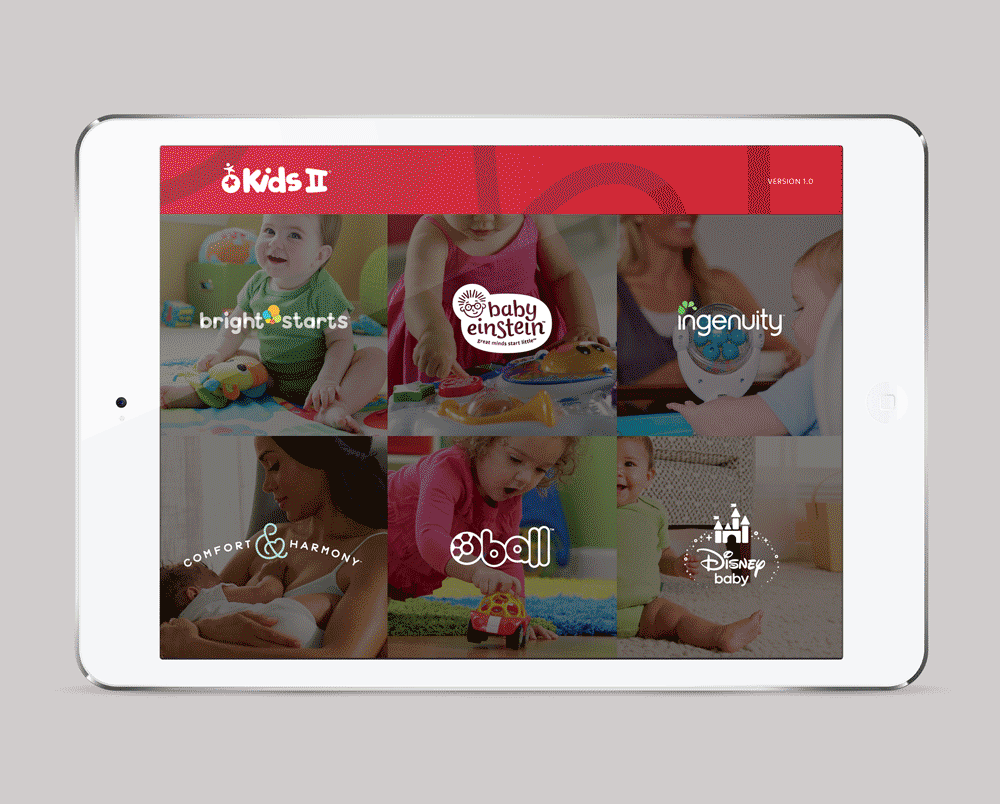 Kids II
VERSION 1.0
bright starts
baby
einstein
great minds start little
ingenuity
COMFORT & HARMONY
Oball
Disney
baby